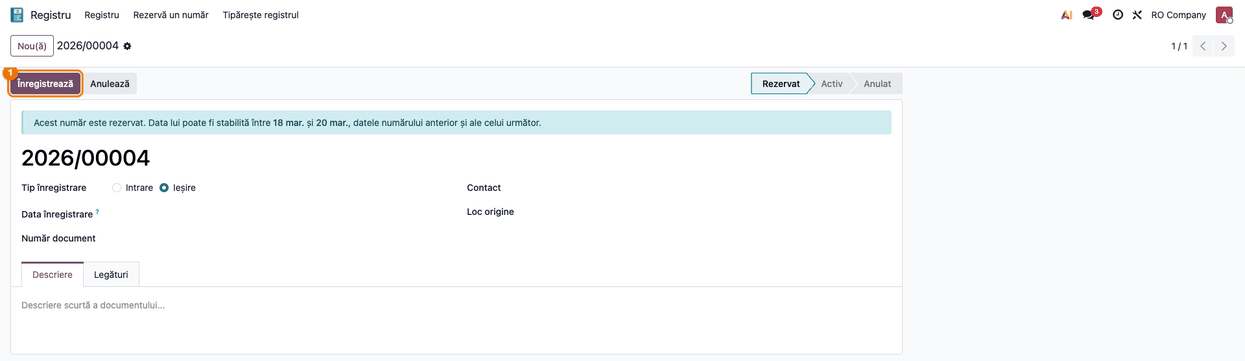 Registru Registru Rezervă un număr Tipărește registrul AI 3 RO Company A
Nou(ă) 2026/00004 1 / 1
1
Înregistrează Anulează Rezervat Activ Anulat
Acest număr este rezervat. Data lui poate fi stabilită între 18 mar. și 20 mar., datele numărului anterior și ale celui următor.
2026/00004
Tip înregistrare Intrare Ieșire Contact
Data înregistrare ? Loc origine
Număr document
Descriere Legături
Descriere scurtă a documentului...